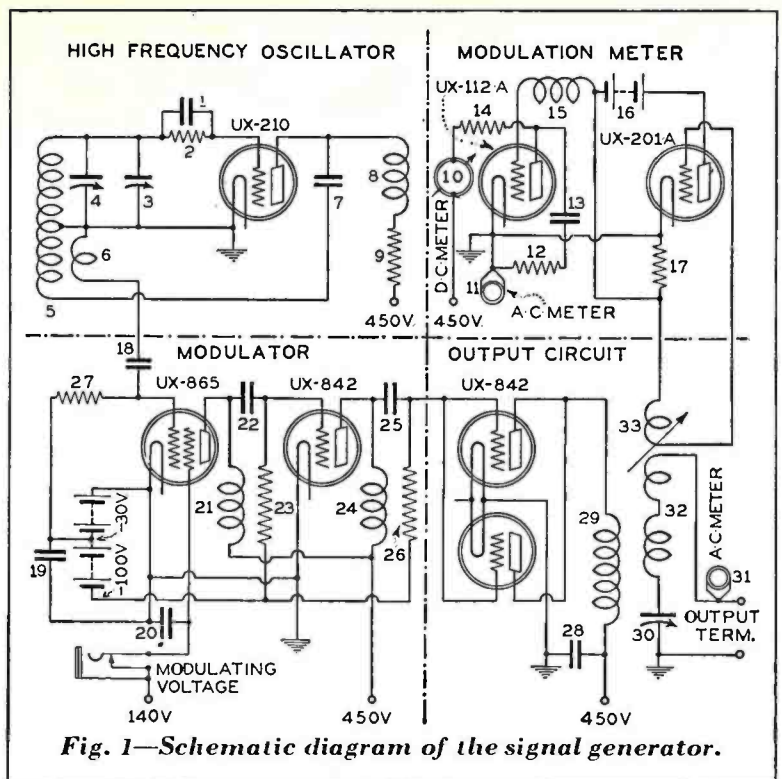 HIGH FREQUENCY OSCILLATOR
MODULATION METER
1
2
UX-210
4
3
7
8
6
9
5
450V.
UX-112-A
14
15
16
UX-201A
10
13
12
17
D.C. METER
11
450V.
A.C. METER
18
MODULATOR
27
UX-865
22
UX-842
25
21
23
24
26
-30V
19
-100V
20
MODULATING
VOLTAGE
140V
450V.
OUTPUT CIRCUIT
UX-842
33
29
32
A.C. METER
31
28
30
OUTPUT
TERM.
450V
Fig. 1—Schematic diagram of the signal generator.